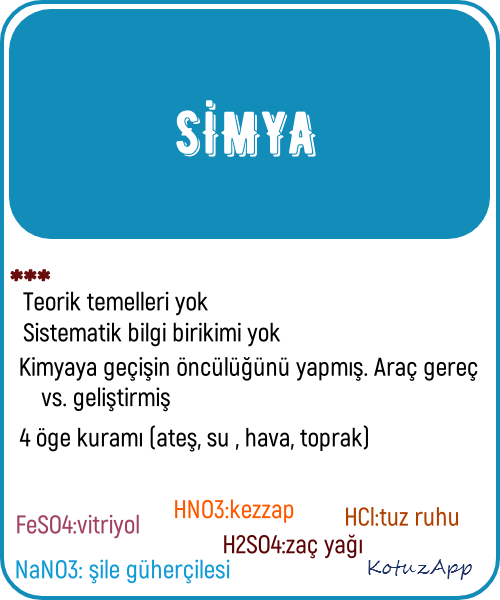 SİMYA
***
Teorik temelleri yok
Sistematik bilgi birikimi yok
Kimyaya geçişin öncülüğünü yapmış. Araç gereç
vs. geliştirmiş
4 öge kuramı (ateş, su , hava, toprak)
HNO3:kezzap
FeSO4:vitriyol
HCl:tuz ruhu
H2SO4:zaç yağı
NaNO3: şile güherçilesi
KotuzApp